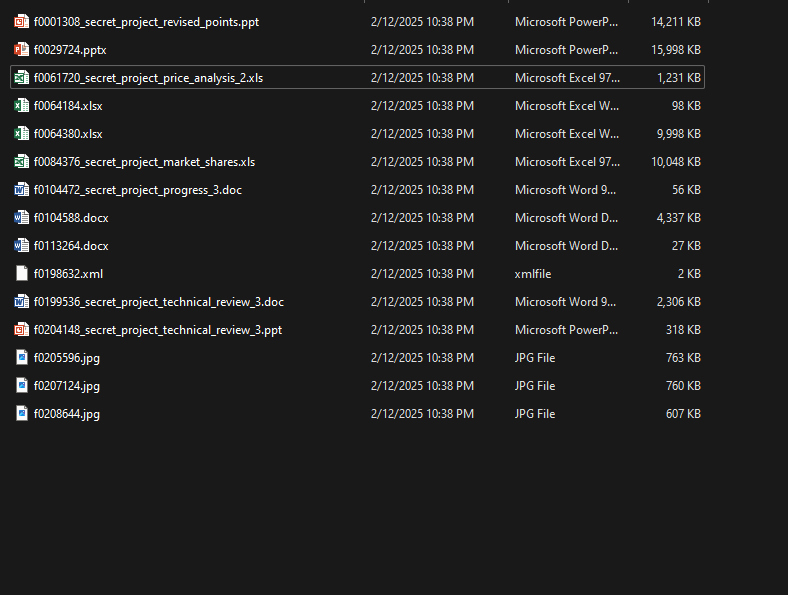 f0001308_secret_project_revised_points.ppt 2/12/2025 10:38 PM Microsoft PowerP... 14,211 KB
f0029724.pptx 2/12/2025 10:38 PM Microsoft PowerP... 15,998 KB
f0061720_secret_project_price_analysis_2.xls 2/12/2025 10:38 PM Microsoft Excel 97... 1,231 KB
f0064184.xlsx 2/12/2025 10:38 PM Microsoft Excel W... 98 KB
f0064380.xlsx 2/12/2025 10:38 PM Microsoft Excel W... 9,998 KB
f0084376_secret_project_market_shares.xls 2/12/2025 10:38 PM Microsoft Excel 97... 10,048 KB
f0104472_secret_project_progress_3.doc 2/12/2025 10:38 PM Microsoft Word 9... 56 KB
f0104588.docx 2/12/2025 10:38 PM Microsoft Word D... 4,337 KB
f0113264.docx 2/12/2025 10:38 PM Microsoft Word D... 27 KB
f0198632.xml 2/12/2025 10:38 PM xmlfile 2 KB
f0199536_secret_project_technical_review_3.doc 2/12/2025 10:38 PM Microsoft Word 9... 2,306 KB
f0204148_secret_project_technical_review_3.ppt 2/12/2025 10:38 PM Microsoft PowerP... 318 KB
f0205596.jpg 2/12/2025 10:38 PM JPG File 763 KB
f0207124.jpg 2/12/2025 10:38 PM JPG File 760 KB
f0208644.jpg 2/12/2025 10:38 PM JPG File 607 KB